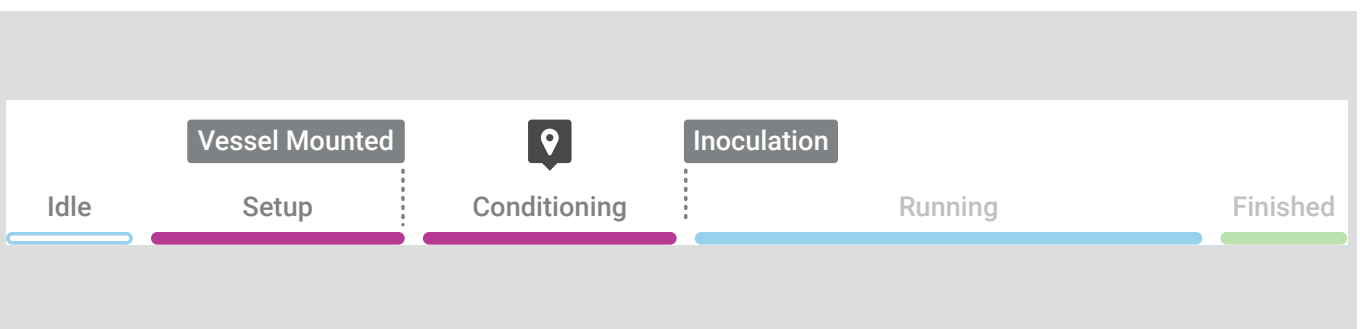 Vessel Mounted
Inoculation
Idle
Setup
Conditioning
Running
Finished